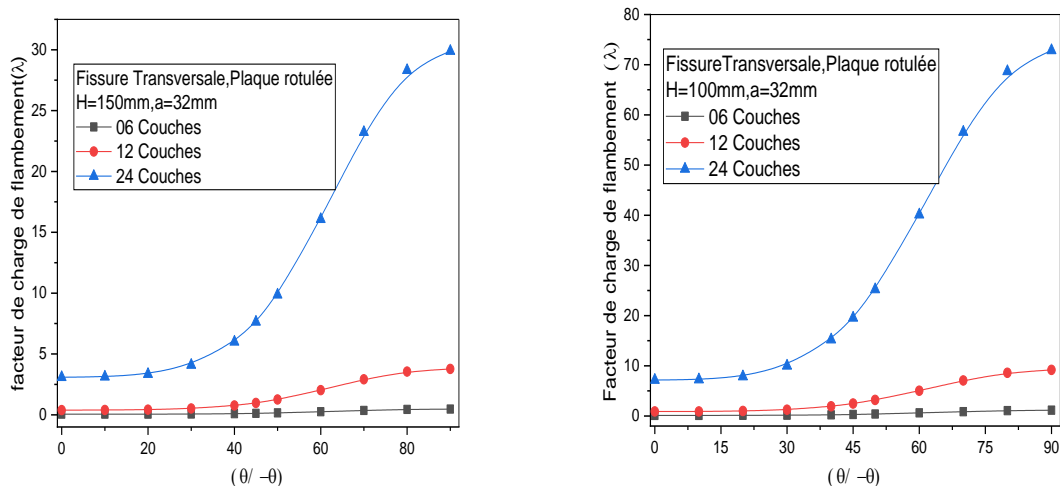 facteur de charge de flambement(λ)
30
25
20
15
10
5
0
Fissure Transversale,Plaque rotulée
H=150mm,a=32mm
06 Couches
12 Couches
24 Couches
0
20
40
60
80
(θ/ −θ)
Facteur de charge de flambement (λ)
80
70
60
50
40
30
20
10
0
FissureTransversale,Plaque rotulée
H=100mm,a=32mm
06 Couches
12 Couches
24 Couches
0
15
30
45
60
75
90
(θ/ −θ)